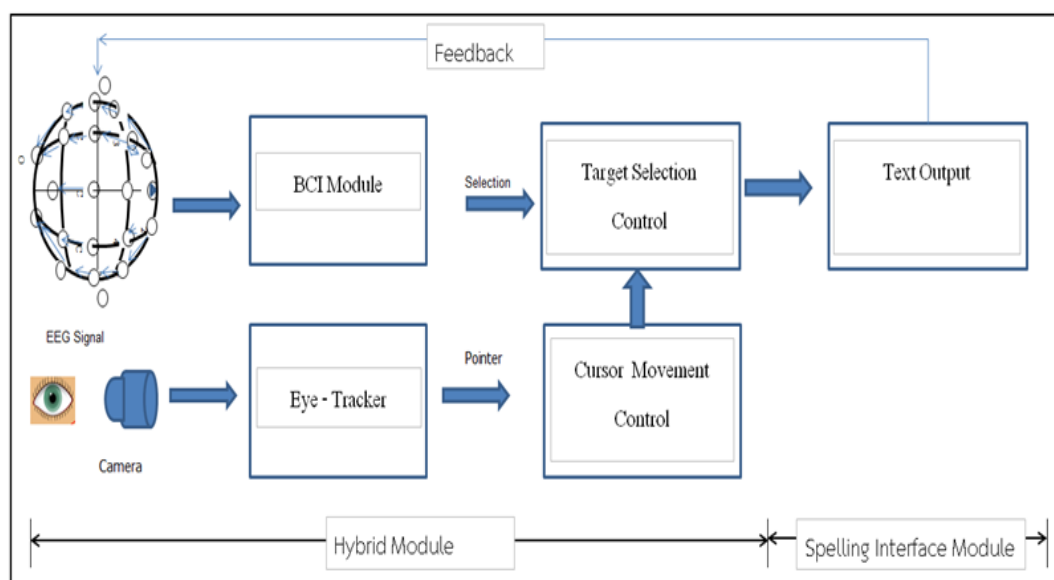 Feedback
BCI Module
Selection
Target Selection
Control
Text Output
EEG Signal
Camera
Eye - Tracker
Pointer
Cursor Movement
Control
Hybrid Module
Spelling Interface Module